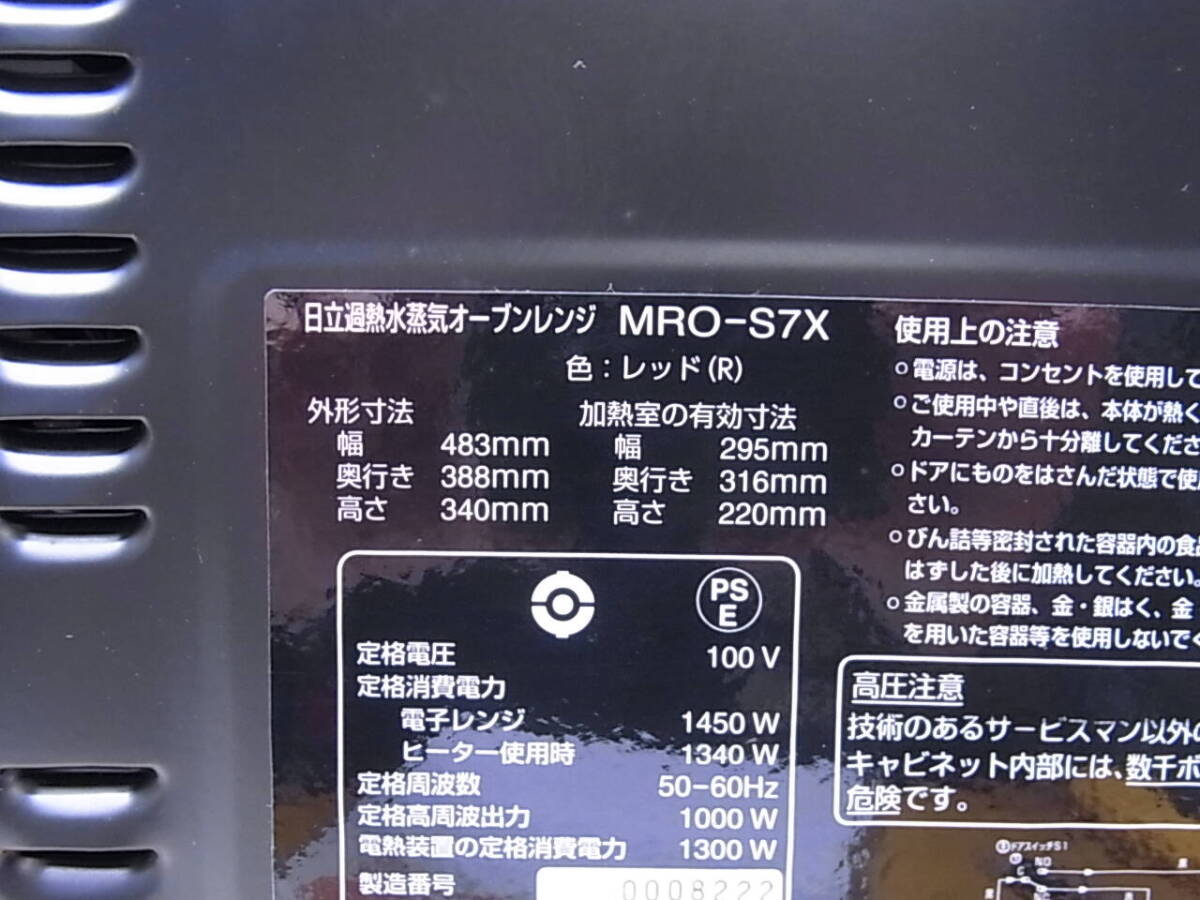 日立過熱水蒸気オーブンレンジ MRO-S7X
色：レッド(R)
外形寸法
幅 483mm
奥行き 388mm
高さ 340mm
加熱室の有効寸法
幅 295mm
奥行き 316mm
高さ 220mm
PS
E
定格電圧 100 V
定格消費電力
電子レンジ 1450 W
ヒーター使用時 1340 W
定格周波数 50-60Hz
定格高周波出力 1000 W
電熱装置の定格消費電力 1300 W
製造番号 0008222
使用上の注意
○電源は、コンセントを使用して
○ご使用中や直後は、本体が熱く
カーテンから十分離してくださ
○ドアにものをはさんだ状態で使
さい。
○びん詰等密封された容器内の食
はずした後に加熱してください。
○金属製の容器、金・銀はく、金・
を用いた容器等を使用しないでく
高圧注意
技術のあるサービスマン以外の
キャビネット内部には、数千ボ
危険です。
ドアスイッチS1
NO
C